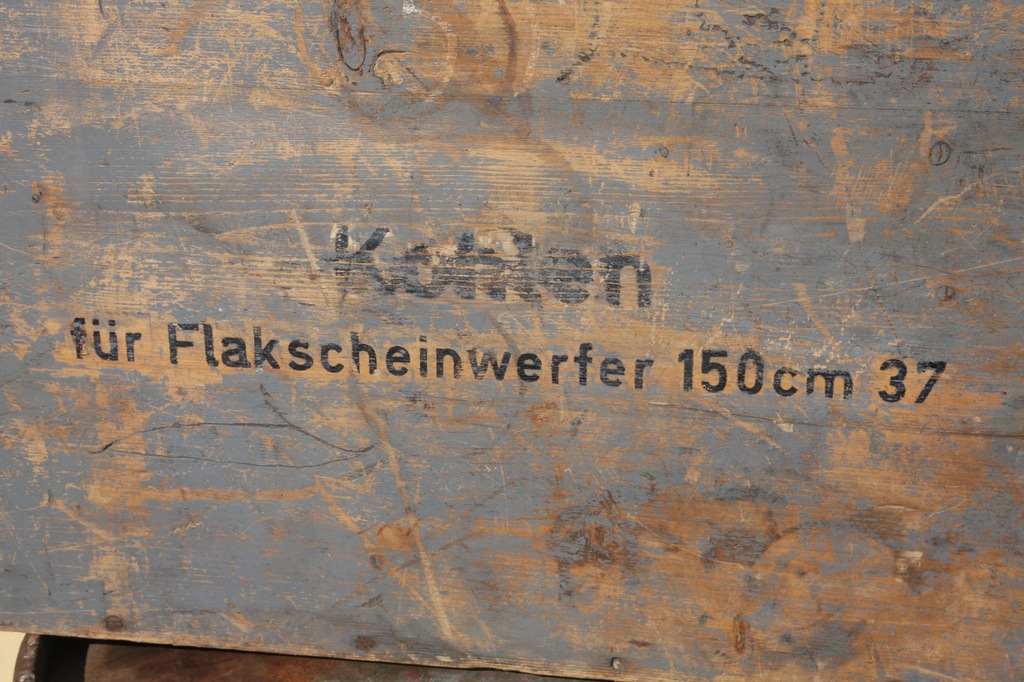 Kohlen
für Flakscheinwerfer 150cm 37